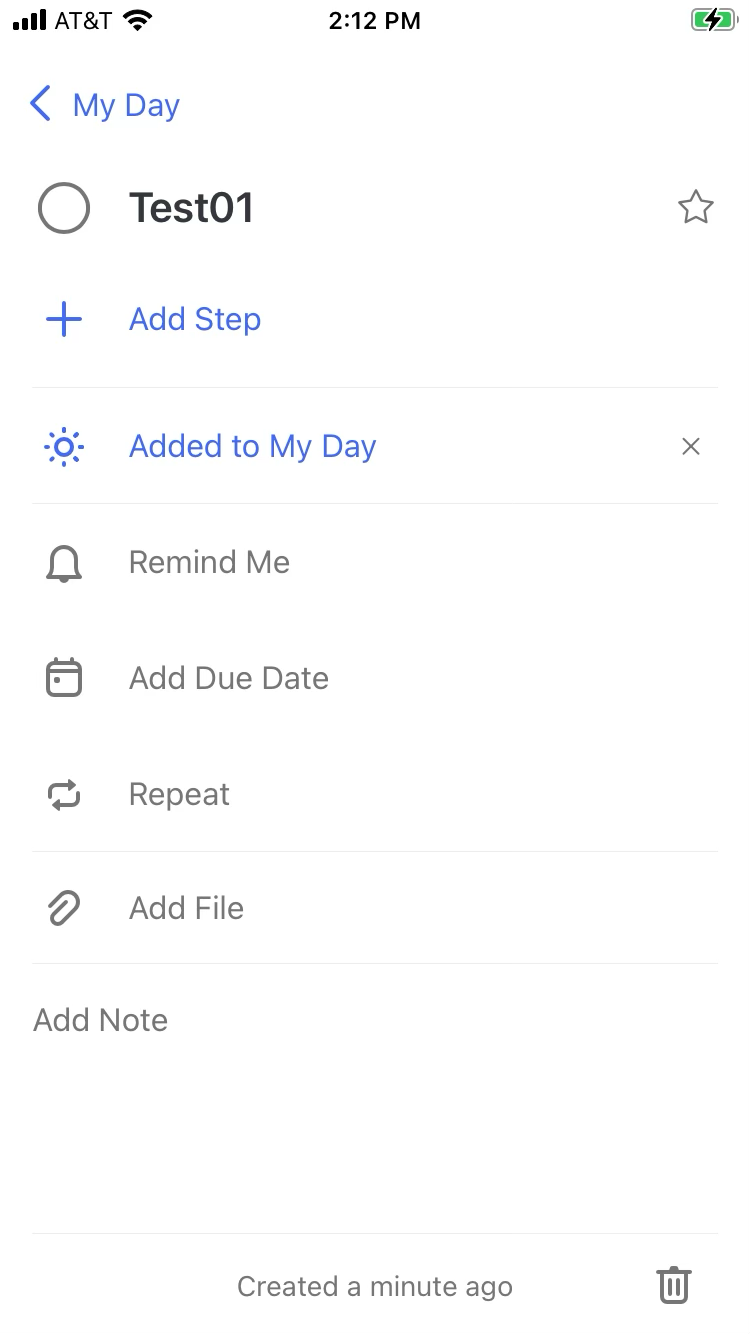 AT&T 2:12 PM
My Day
Test01
Add Step
Added to My Day
Remind Me
Add Due Date
Repeat
Add File
Add Note
Created a minute ago